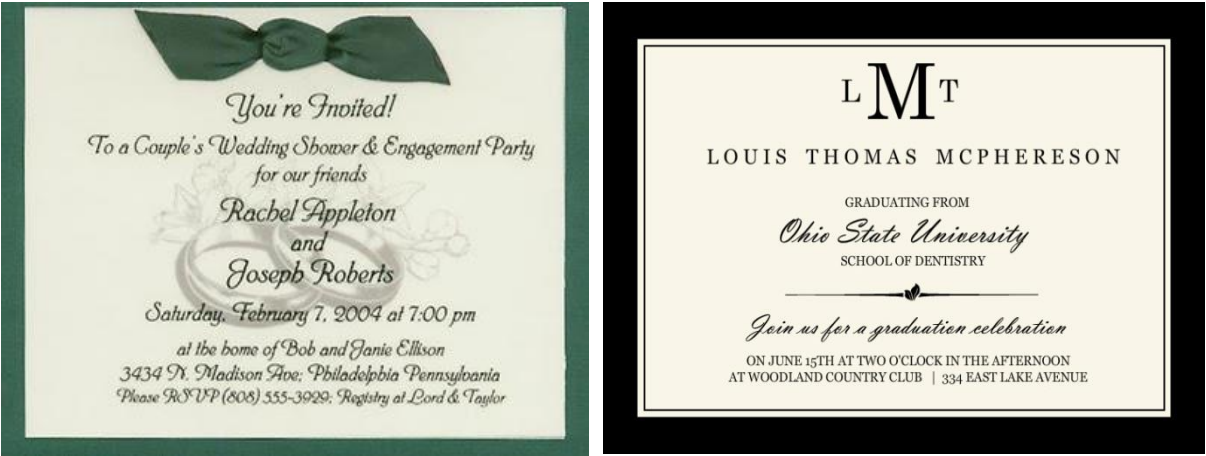 You're Invited!
To a Couple's Wedding Shower & Engagement Party
for our friends
Rachel Appleton
and
Joseph Roberts
Saturday, February 7, 2004 at 7:00 pm
at the home of Bob and Janie Ellison
3434 N. Madison Ave; Philadelphia Pennsylvania
Please RSVP (808) 555-3929; Registry at Lord & Taylor
L M T
LOUIS THOMAS MCPHERESON
GRADUATING FROM
Ohio State University
SCHOOL OF DENTISTRY
Join us for a graduation celebration
ON JUNE 15TH AT TWO O'CLOCK IN THE AFTERNOON
AT WOODLAND COUNTRY CLUB | 334 EAST LAKE AVENUE